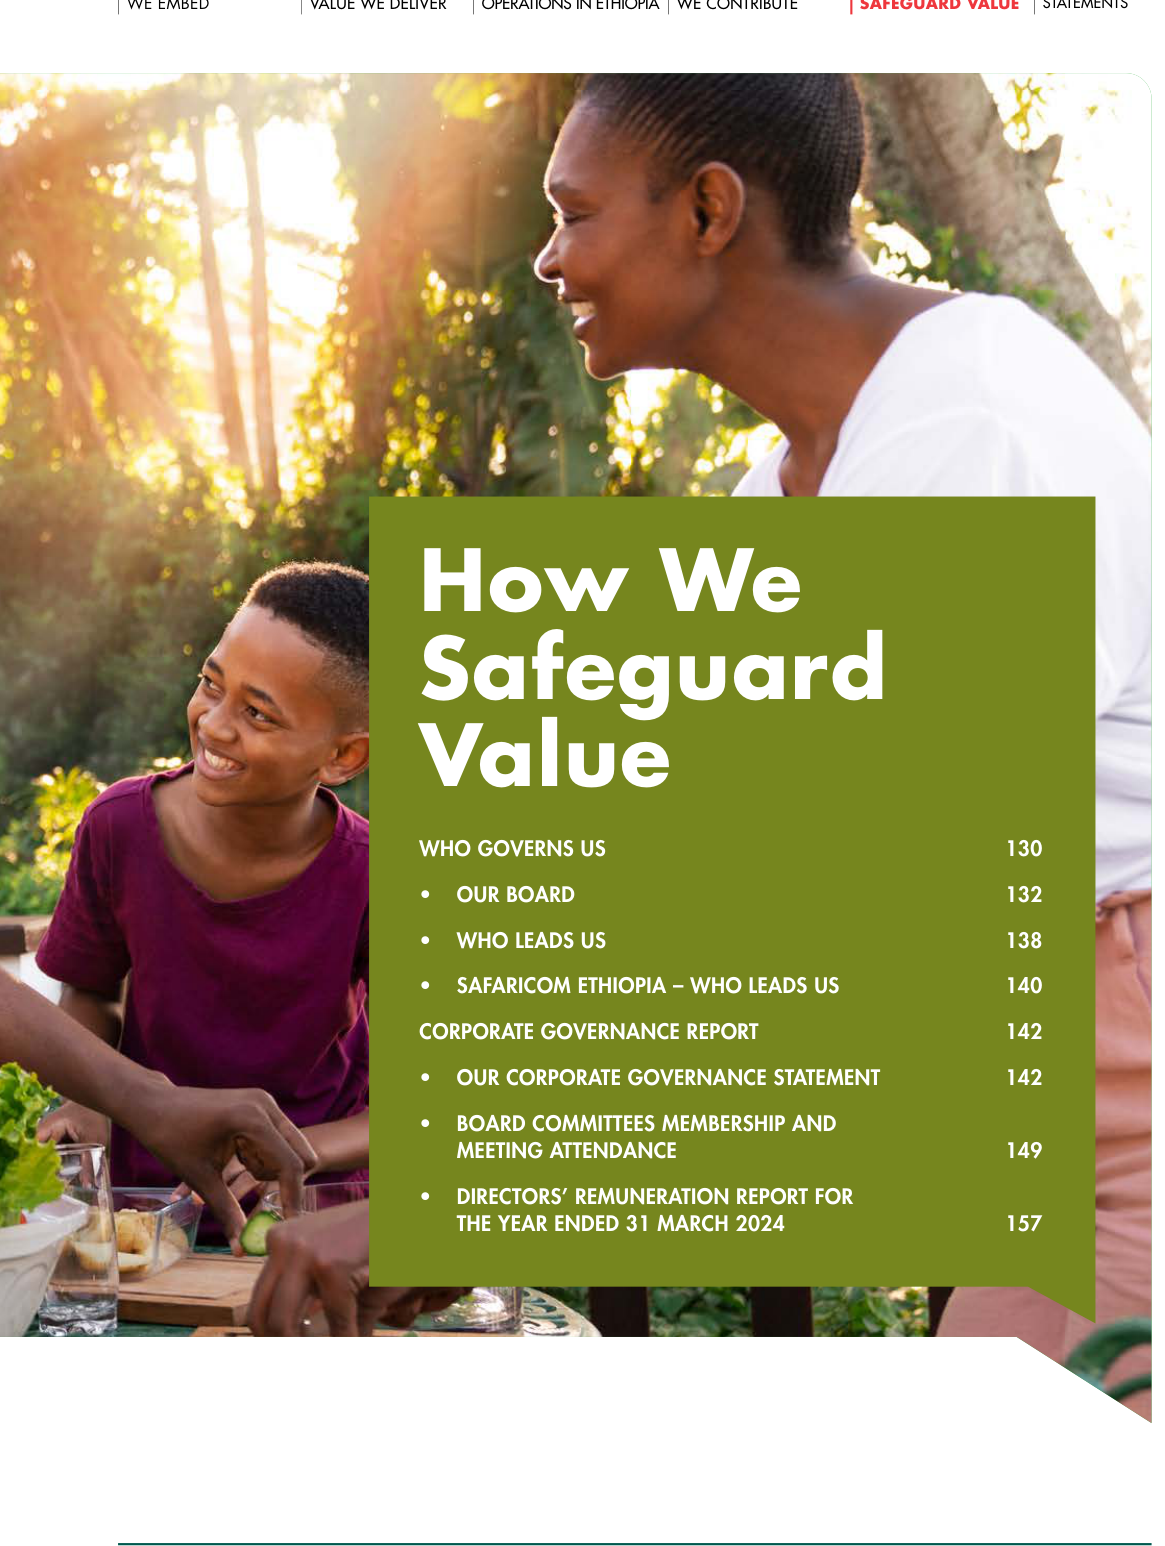 WE EMBED
VALUE WE DELIVER
OPERATIONS IN ETHIOPIA
WE CONTRIBUTE
SAFEGUARD VALUE
STATEMENTS
How We
Safeguard
Value
WHO GOVERNS US 130
• OUR BOARD 132
• WHO LEADS US 138
• SAFARICOM ETHIOPIA – WHO LEADS US 140
CORPORATE GOVERNANCE REPORT 142
• OUR CORPORATE GOVERNANCE STATEMENT 142
• BOARD COMMITTEES MEMBERSHIP AND
MEETING ATTENDANCE 149
• DIRECTORS’ REMUNERATION REPORT FOR
THE YEAR ENDED 31 MARCH 2024 157